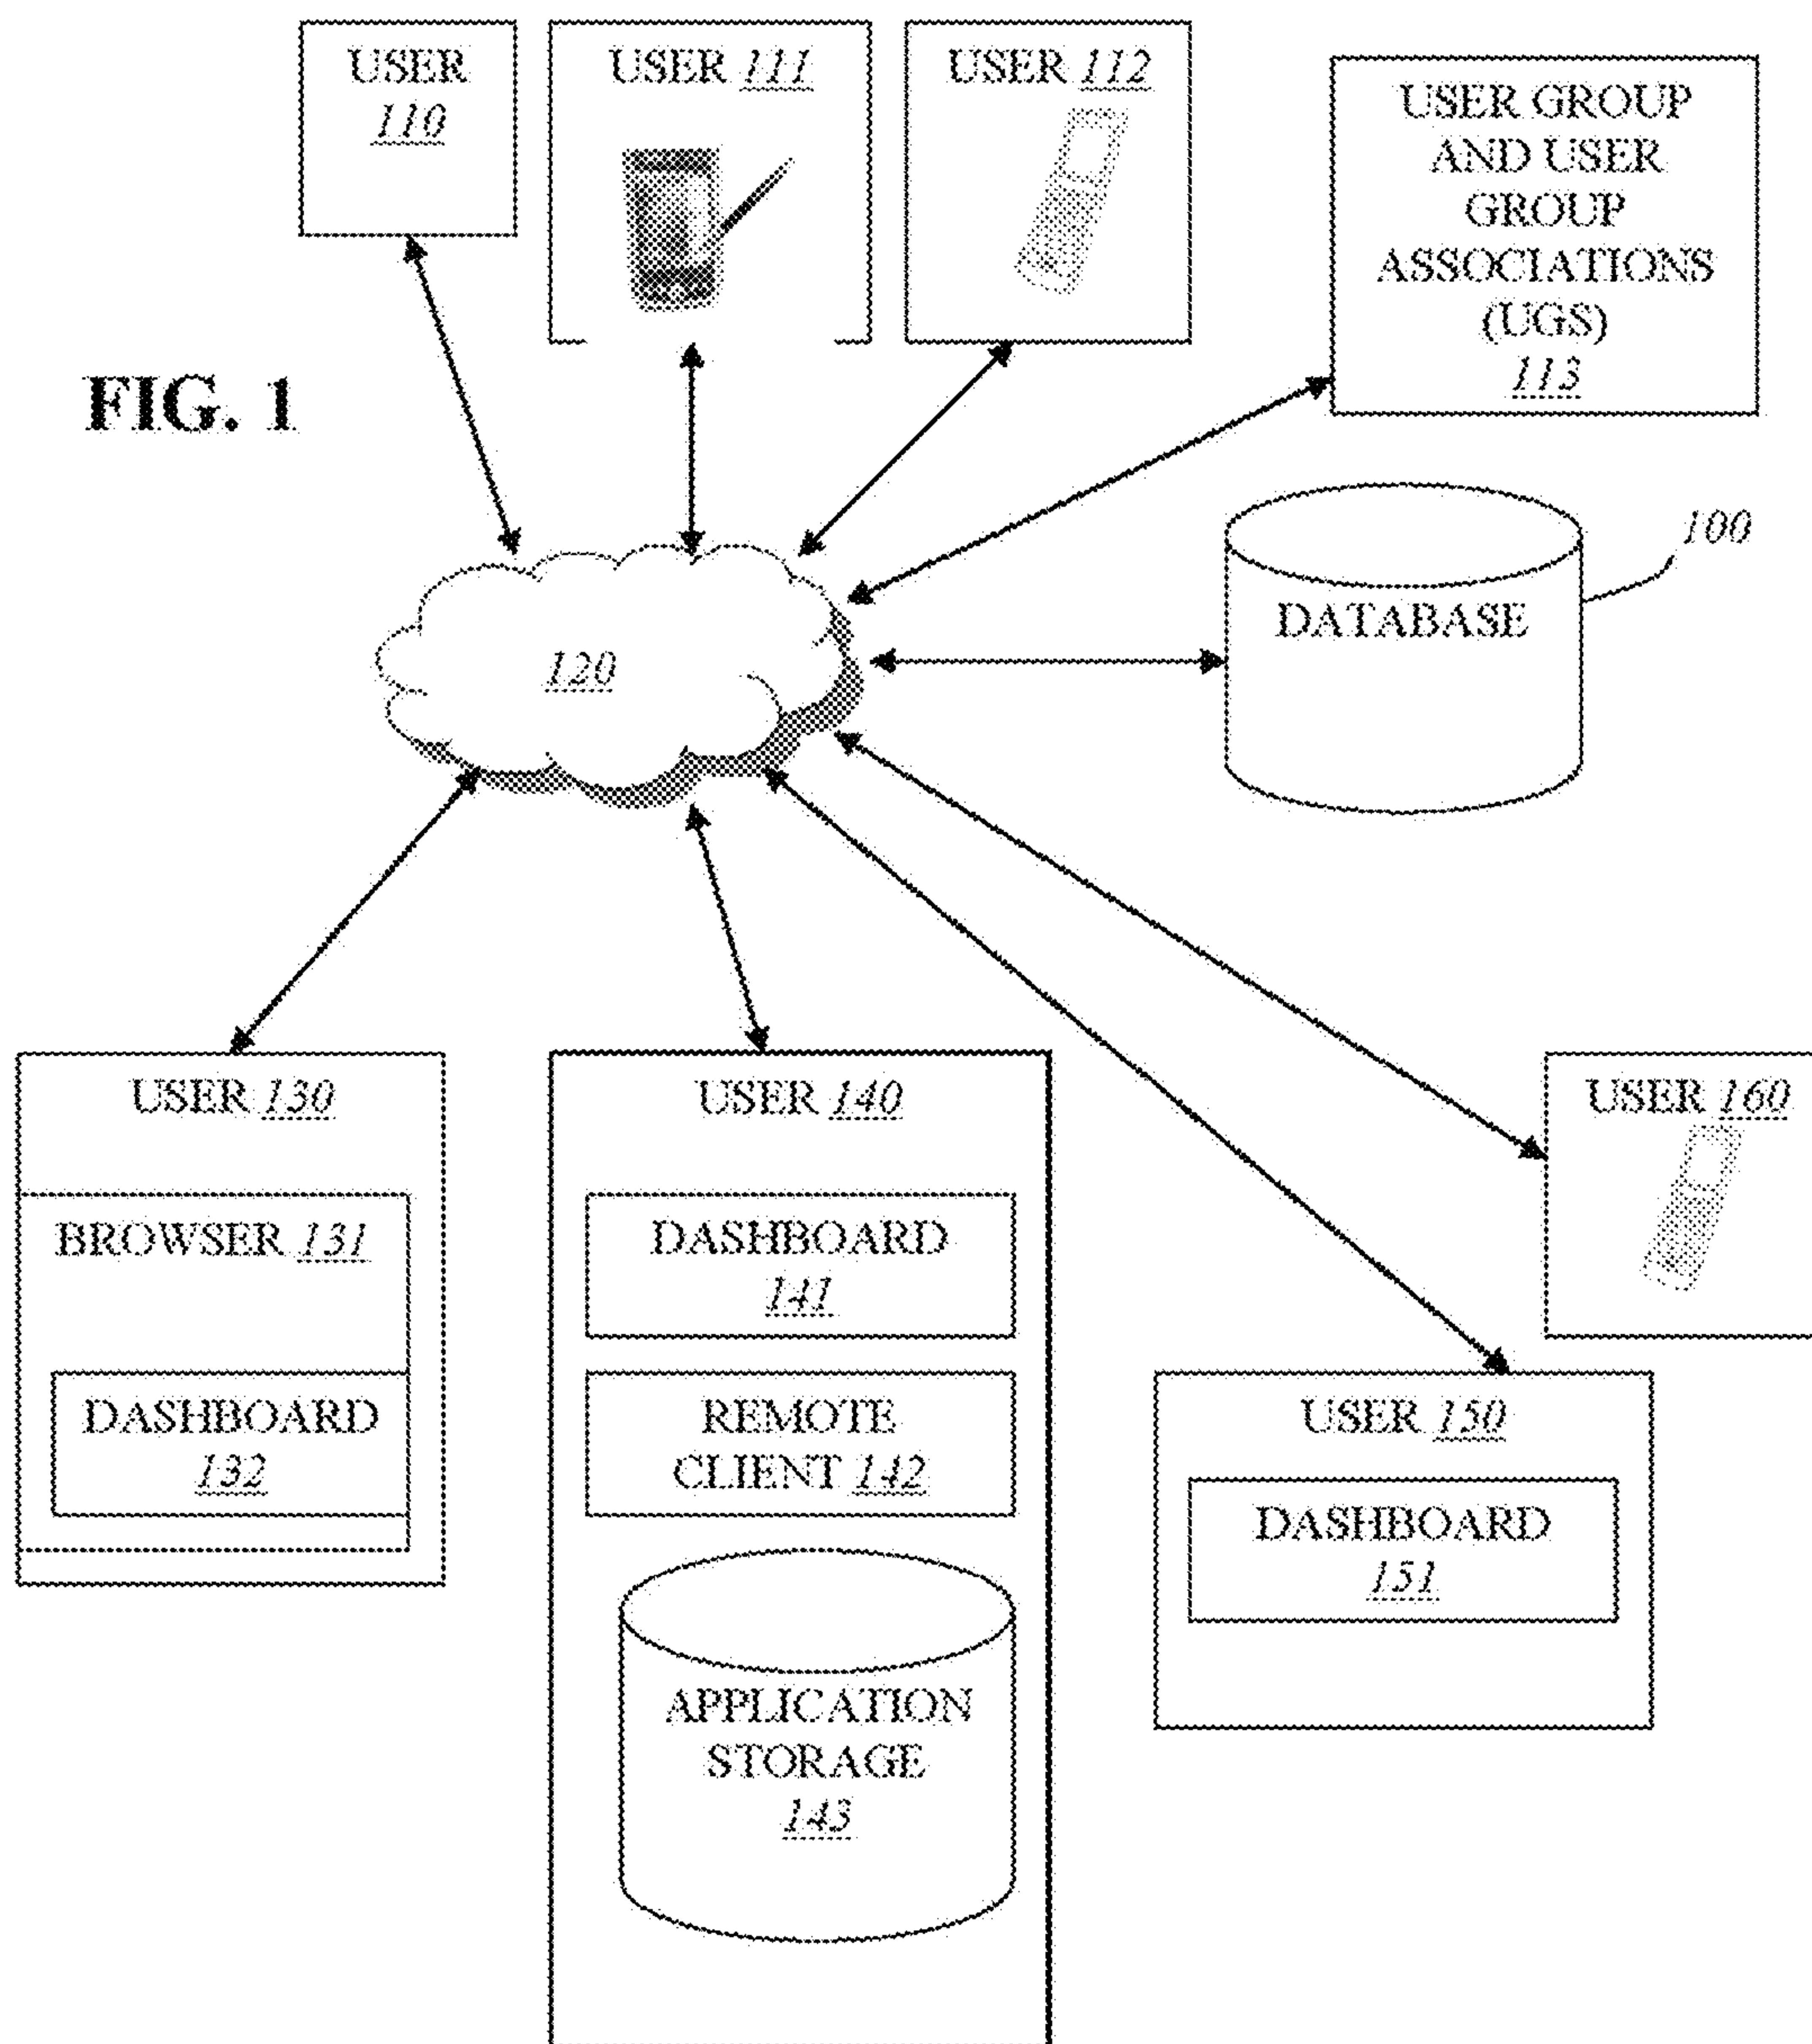 USER
110
USER 111
USER 112
USER GROUP
AND USER
GROUP
ASSOCIATIONS
(UGS)
113
FIG. 1
100
DATABASE
120
USER 130
BROWSER 131
DASHBOARD
132
USER 140
DASHBOARD
141
REMOTE
CLIENT 142
APPLICATION
STORAGE
143
USER 160
USER 150
DASHBOARD
151